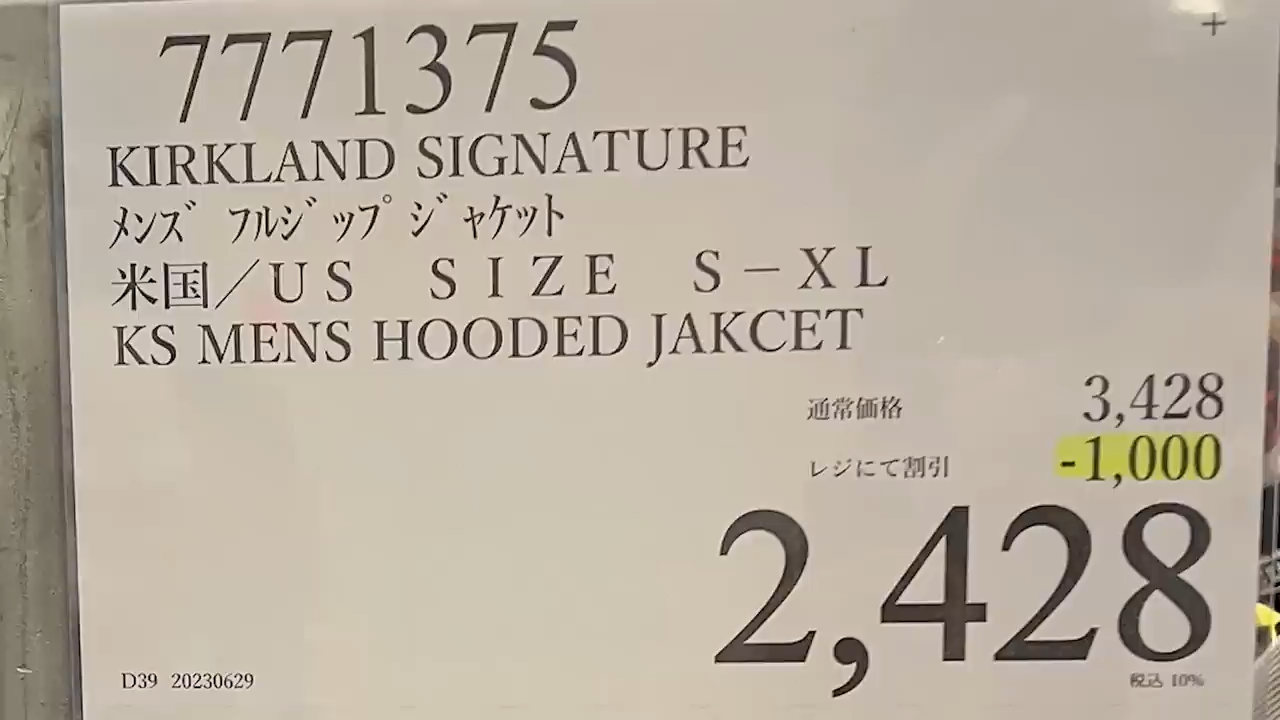 +
7771375
KIRKLAND SIGNATURE
ﾒﾝｽﾞ ﾌﾙｼﾞｯﾌﾟ ｼﾞｬｹｯﾄ
米国／ＵＳ　ＳＩＺＥ　Ｓ－ＸＬ
KS MENS HOODED JAKCET
通常価格 3,428
レジにて割引 -1,000
2,428
D39 20230629 税込 10%